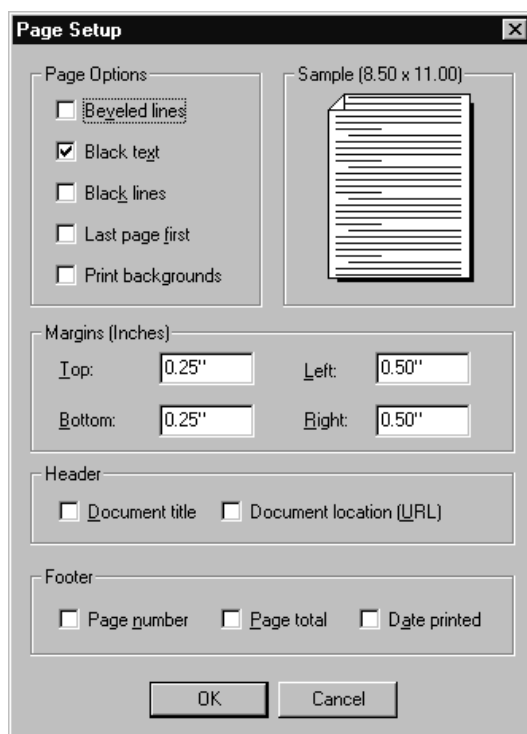 Page Setup
Page Options
Beveled lines
Black text
Black lines
Last page first
Print backgrounds
Sample (8.50 x 11.00)
Margins (Inches)
Top: 0.25" Left: 0.50"
Bottom: 0.25" Right: 0.50"
Header
Document title Document location (URL)
Footer
Page number Page total Date printed
OK Cancel